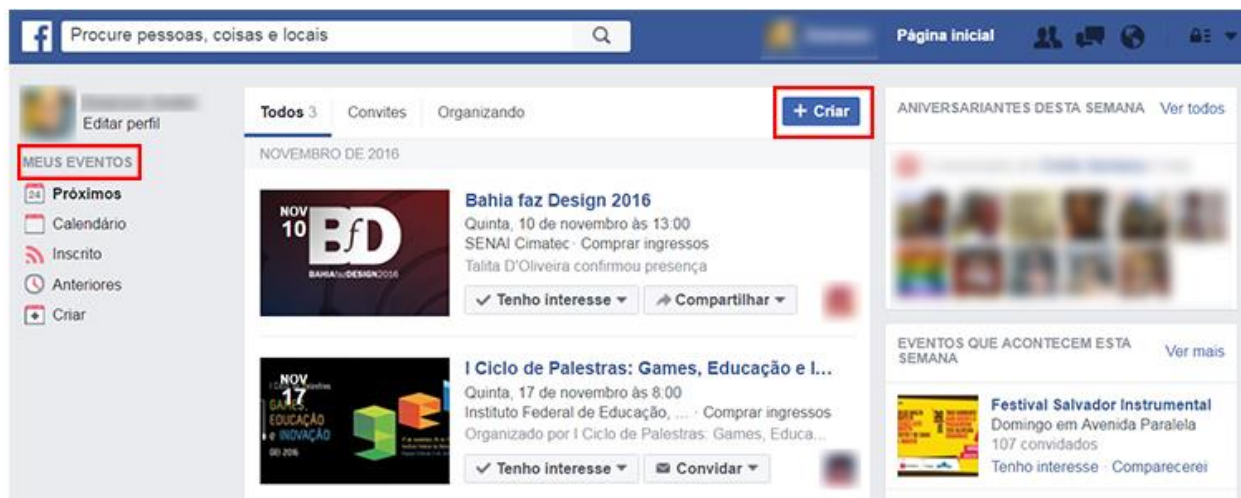 f
Procure pessoas, coisas e locais
Página inicial
Editar perfil
MEUS EVENTOS
24 Próximos
Calendário
Inscrito
Anteriores
Criar
Todos 3 Convites Organizando
+ Criar
NOVEMBRO DE 2016
NOV
10
BfD
BAHIAfazDESIGN2016
Bahia faz Design 2016
Quinta, 10 de novembro às 13:00
SENAI Cimatec · Comprar ingressos
Talita D'Oliveira confirmou presença
Tenho interesse
Compartilhar
NOV
17
GAMES,
EDUCAÇÃO
e INOVAÇÃO
GEI 2016
I Ciclo de Palestras: Games, Educação e I...
Quinta, 17 de novembro às 8:00
Instituto Federal de Educação, ... · Comprar ingressos
Organizado por I Ciclo de Palestras: Games, Educa...
Tenho interesse
Convidar
ANIVERSARIANTES DESTA SEMANA Ver todos
EVENTOS QUE ACONTECEM ESTA
SEMANA
Ver mais
Festival Salvador Instrumental
Domingo em Avenida Paralela
107 convidados
Tenho interesse · Comparecerei